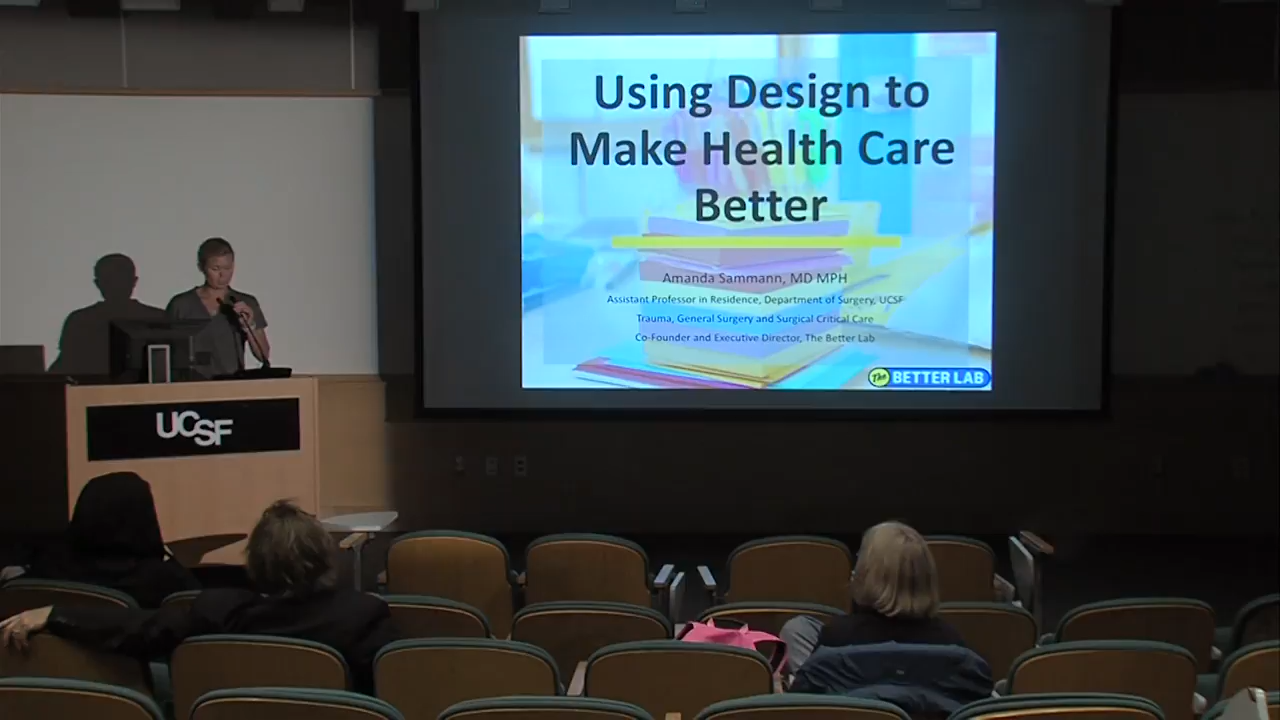 Using Design to
Make Health Care
Better
Amanda Sammann, MD MPH
Assistant Professor in Residence, Department of Surgery, UCSF
Trauma, General Surgery and Surgical Critical Care
Co-Founder and Executive Director, The Better Lab
The BETTER LAB
UCSF